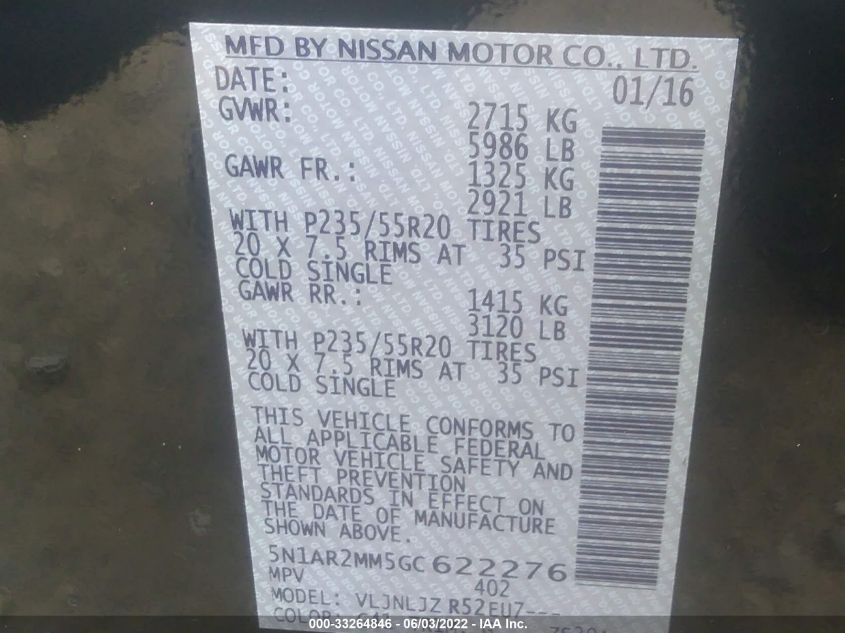 MFD BY NISSAN MOTOR CO., LTD.
DATE: 01/16
GVWR: 2715 KG
5986 LB
GAWR FR.: 1325 KG
2921 LB
WITH P235/55R20 TIRES
20 X 7.5 RIMS AT 35 PSI
COLD SINGLE
GAWR RR.: 1415 KG
3120 LB
WITH P235/55R20 TIRES
20 X 7.5 RIMS AT 35 PSI
COLD SINGLE
THIS VEHICLE CONFORMS TO
ALL APPLICABLE FEDERAL
MOTOR VEHICLE SAFETY AND
THEFT PREVENTION
STANDARDS IN EFFECT ON
THE DATE OF MANUFACTURE
SHOWN ABOVE.
5N1AR2MM5GC622276
MPV 402
MODEL: VLJNLJZ R52EU7---
COLOR:
000-33264846 - 06/03/2022 - IAA Inc.